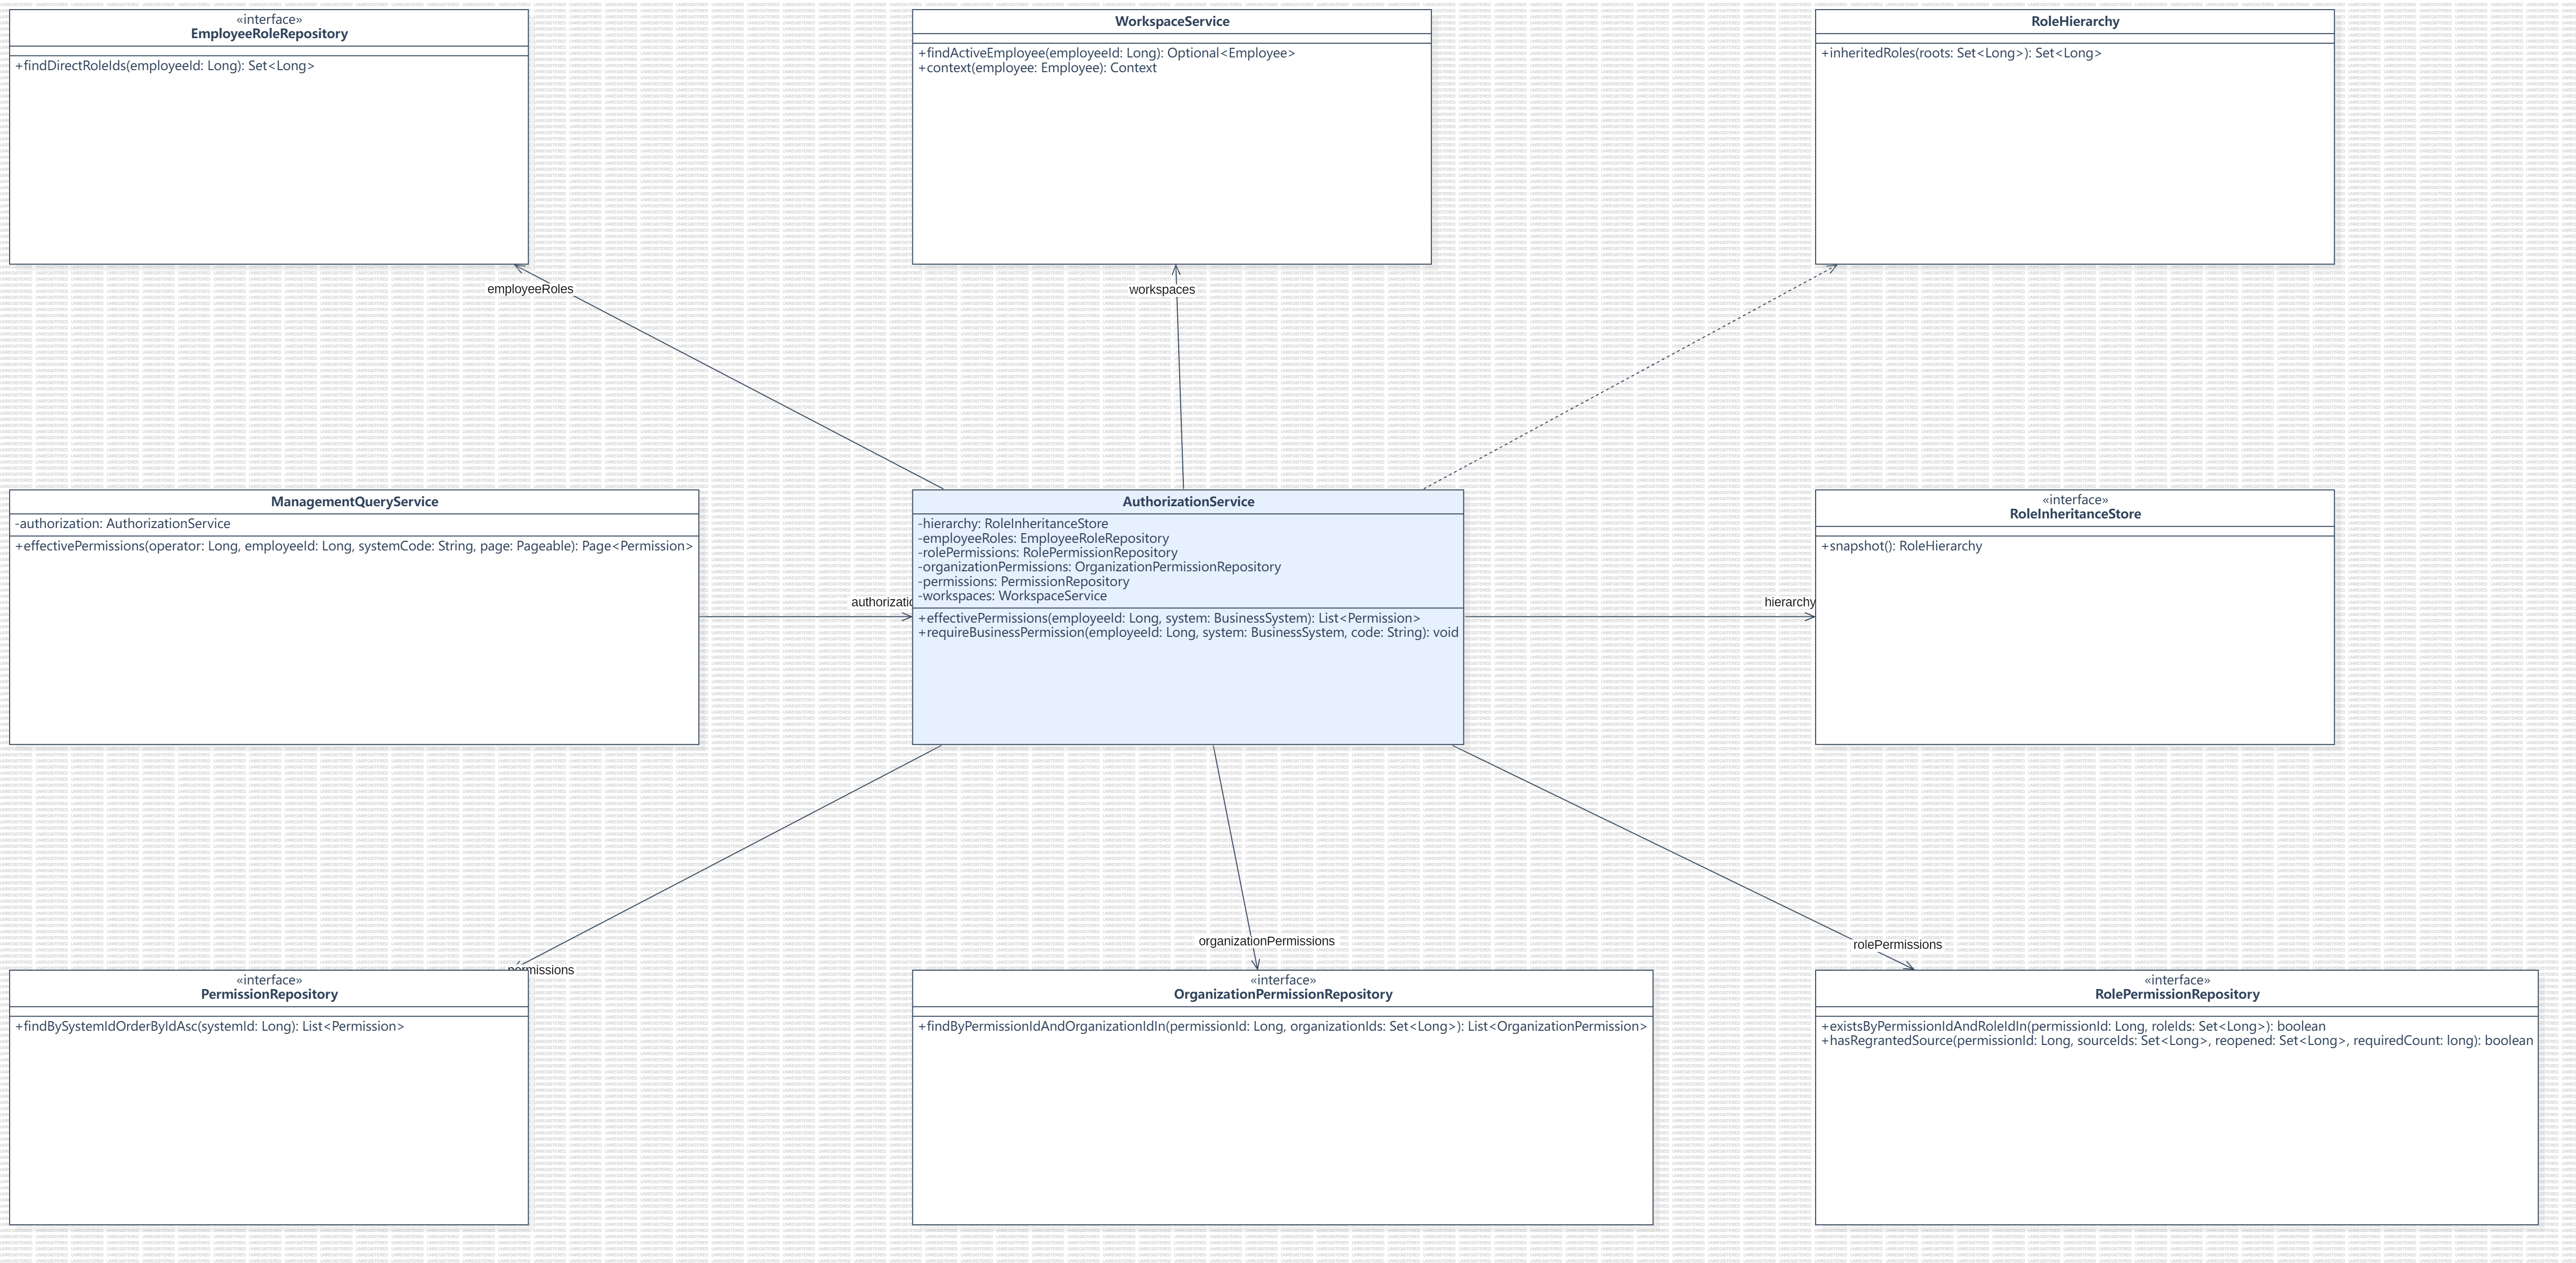 «interface»
EmployeeRoleRepository
+findDirectRoleIds(employeeId: Long): Set<Long>
WorkspaceService
+findActiveEmployee(employeeId: Long): Optional<Employee>
+context(employee: Employee): Context
RoleHierarchy
+inheritedRoles(roots: Set<Long>): Set<Long>
employeeRoles
workspaces
ManagementQueryService
-authorization: AuthorizationService
+effectivePermissions(operator: Long, employeeId: Long, systemCode: String, page: Pageable): Page<Permission>
authorizatio
AuthorizationService
-hierarchy: RoleInheritanceStore
-employeeRoles: EmployeeRoleRepository
-rolePermissions: RolePermissionRepository
-organizationPermissions: OrganizationPermissionRepository
-permissions: PermissionRepository
-workspaces: WorkspaceService
+effectivePermissions(employeeId: Long, system: BusinessSystem): List<Permission>
+requireBusinessPermission(employeeId: Long, system: BusinessSystem, code: String): void
hierarchy
«interface»
RoleInheritanceStore
+snapshot(): RoleHierarchy
permissions
organizationPermissions
rolePermissions
«interface»
PermissionRepository
+findBySystemIdOrderByIdAsc(systemId: Long): List<Permission>
«interface»
OrganizationPermissionRepository
+findByPermissionIdAndOrganizationIdIn(permissionId: Long, organizationIds: Set<Long>): List<OrganizationPermission>
«interface»
RolePermissionRepository
+existsByPermissionIdAndRoleIdIn(permissionId: Long, roleIds: Set<Long>): boolean
+hasRegrantedSource(permissionId: Long, sourceIds: Set<Long>, reopened: Set<Long>, requiredCount: long): boolean
UNREGISTERED